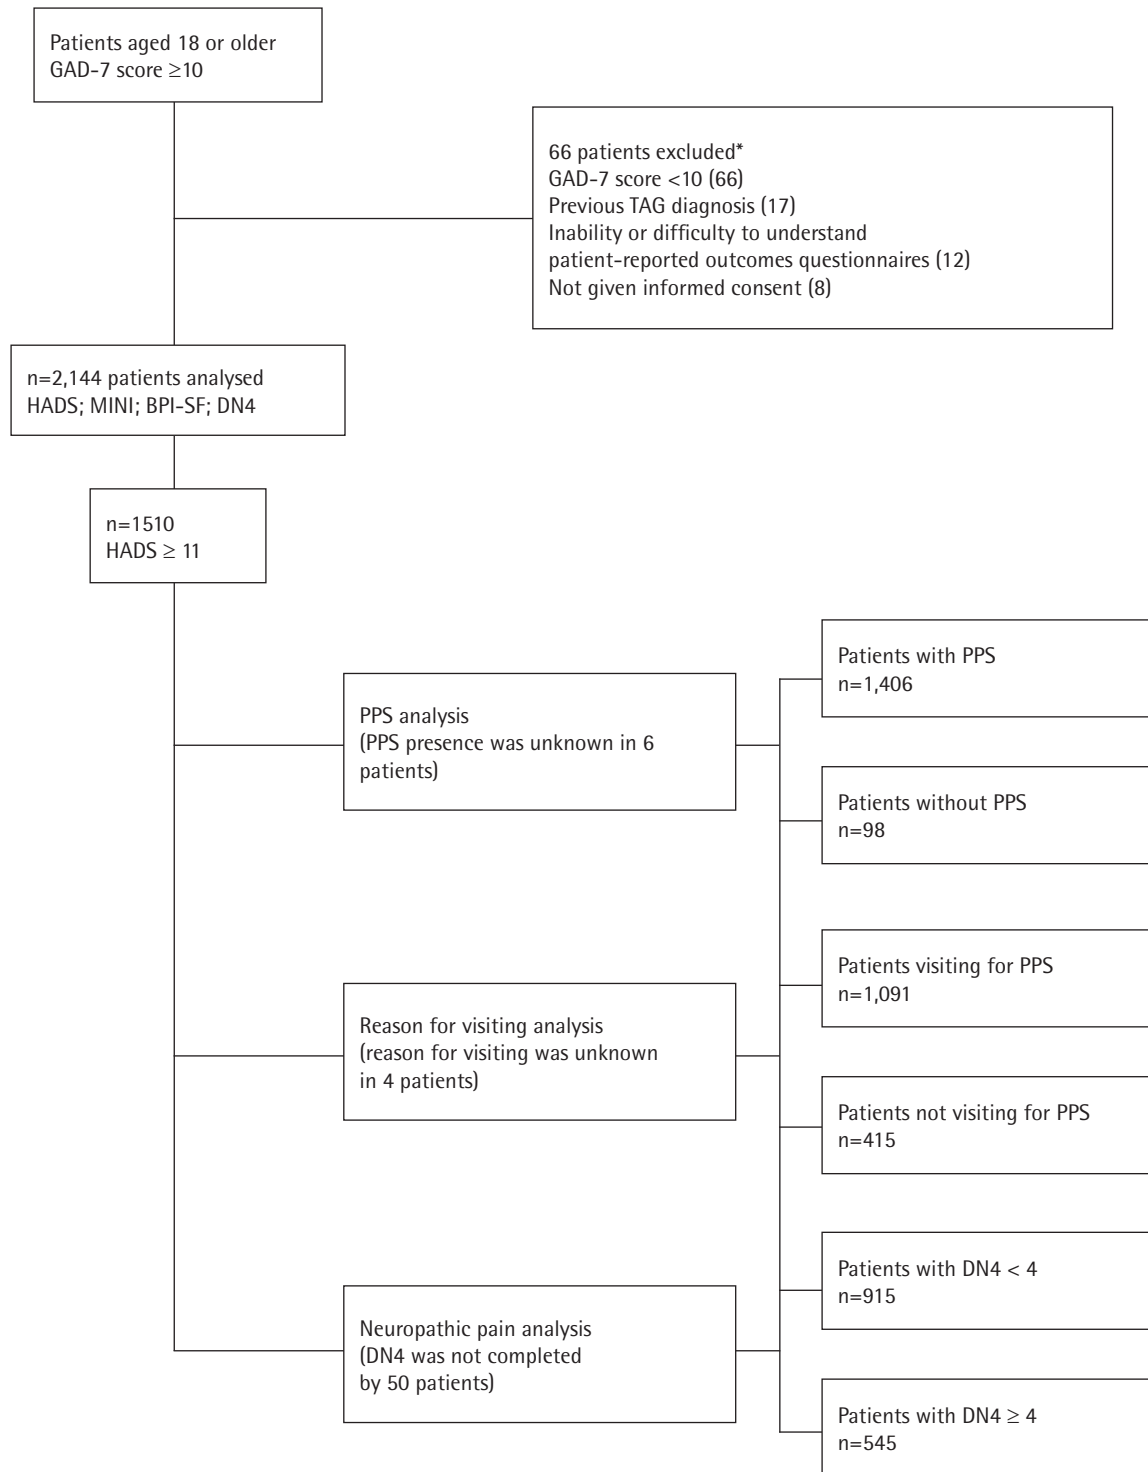 Patients aged 18 or older
GAD-7 score ≥10
66 patients excluded*
GAD-7 score <10 (66)
Previous TAG diagnosis (17)
Inability or difficulty to understand
patient-reported outcomes questionnaires (12)
Not given informed consent (8)
n=2,144 patients analysed
HADS; MINI; BPI-SF; DN4
n=1510
HADS ≥ 11
PPS analysis
(PPS presence was unknown in 6
patients)
Patients with PPS
n=1,406
Patients without PPS
n=98
Reason for visiting analysis
(reason for visiting was unknown
in 4 patients)
Patients visiting for PPS
n=1,091
Patients not visiting for PPS
n=415
Neuropathic pain analysis
(DN4 was not completed
by 50 patients)
Patients with DN4 < 4
n=915
Patients with DN4 ≥ 4
n=545